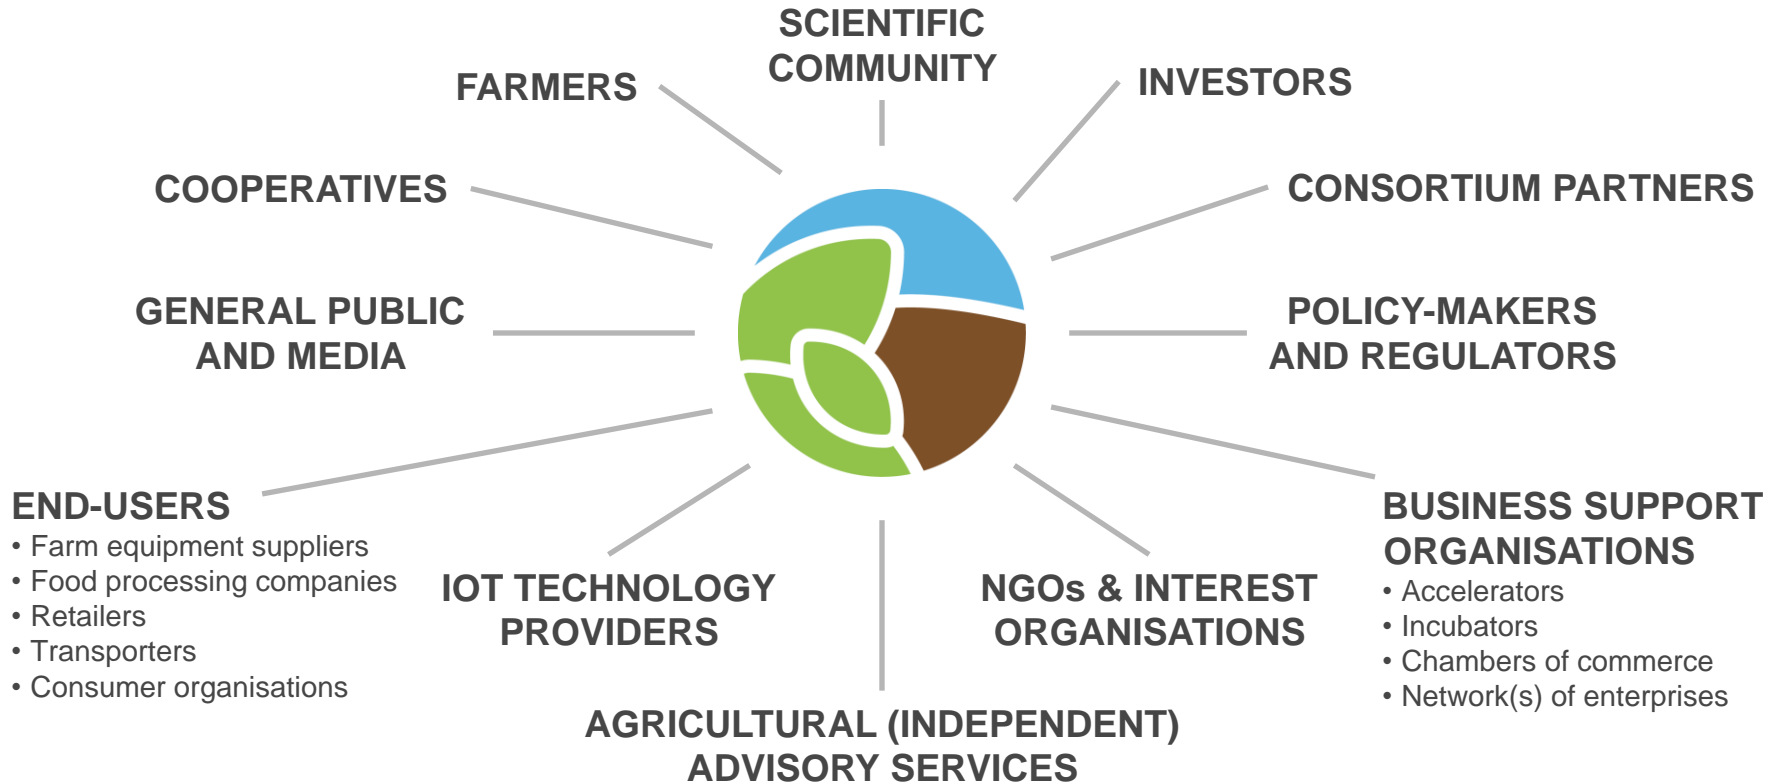 SCIENTIFIC
COMMUNITY
FARMERS
INVESTORS
COOPERATIVES
CONSORTIUM PARTNERS
GENERAL PUBLIC
AND MEDIA
POLICY-MAKERS
AND REGULATORS
END-USERS
• Farm equipment suppliers
• Food processing companies
• Retailers
• Transporters
• Consumer organisations
IOT TECHNOLOGY
PROVIDERS
AGRICULTURAL (INDEPENDENT)
ADVISORY SERVICES
NGOs & INTEREST
ORGANISATIONS
BUSINESS SUPPORT
ORGANISATIONS
• Accelerators
• Incubators
• Chambers of commerce
• Network(s) of enterprises